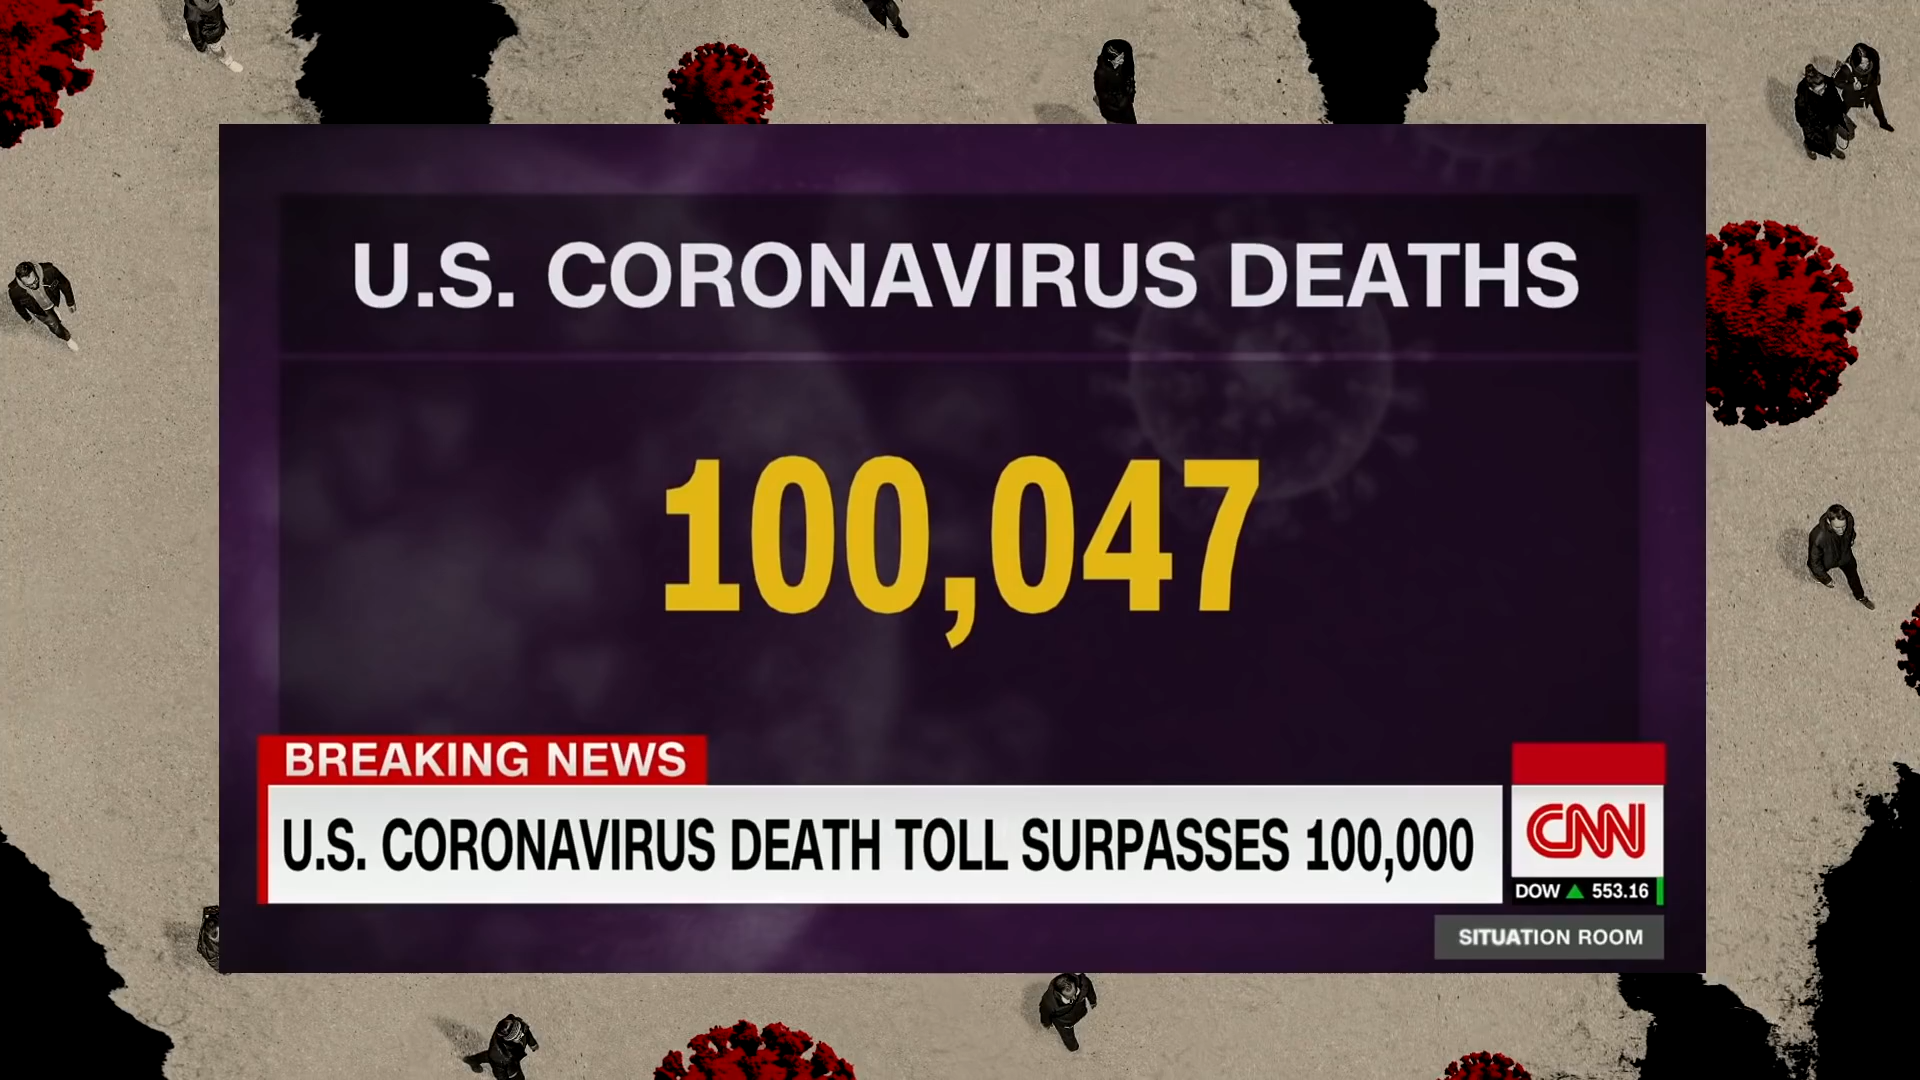 U.S. CORONAVIRUS DEATHS
100,047
BREAKING NEWS
U.S. CORONAVIRUS DEATH TOLL SURPASSES 100,000
CNN
DOW ▲ 553.16
SITUATION ROOM